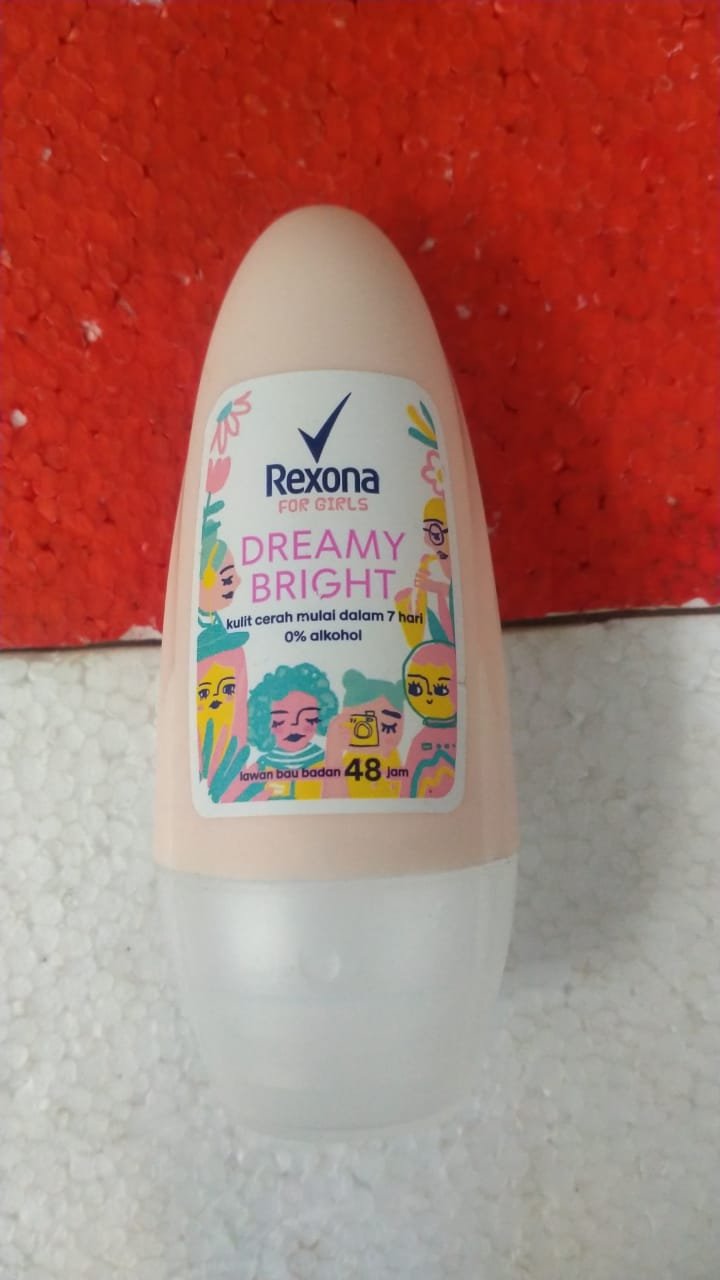 Rexona
FOR GIRLS
DREAMY
BRIGHT
kulit cerah mulai dalam 7 hari
0% alkohol
lawan bau badan 48 jam